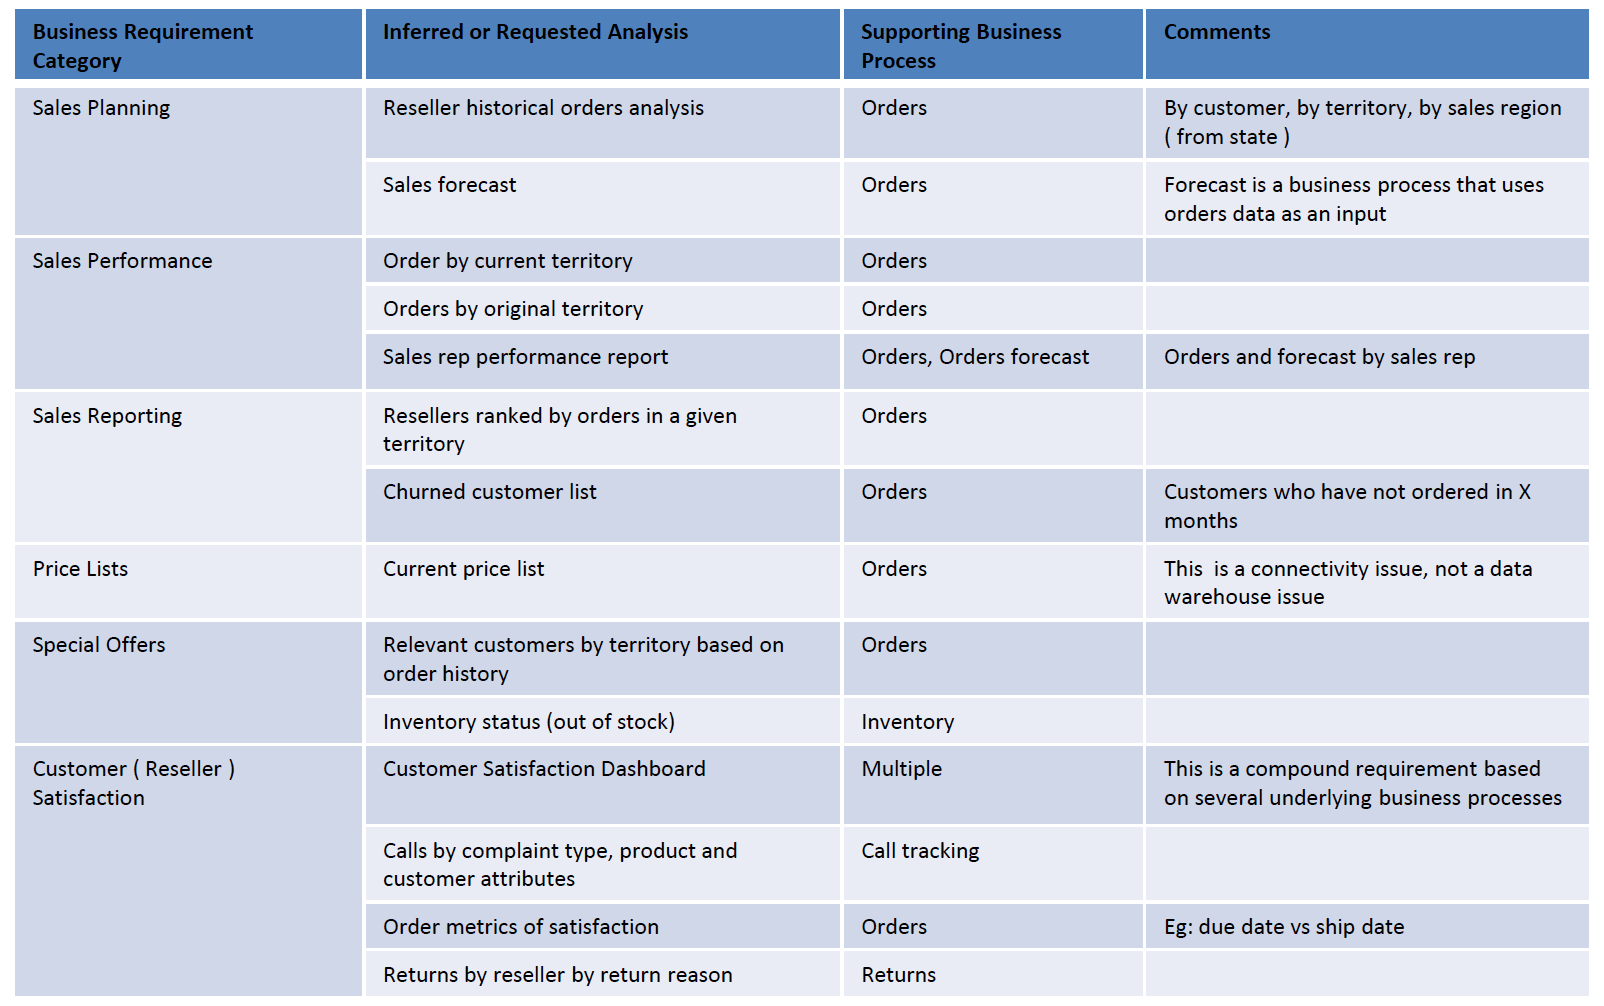 Business Requirement
Category
Inferred or Requested Analysis
Supporting Business
Process
Comments
Sales Planning
Reseller historical orders analysis
Orders
By customer, by territory, by sales region
( from state )
Sales forecast
Orders
Forecast is a business process that uses
orders data as an input
Sales Performance
Order by current territory
Orders
Orders by original territory
Orders
Sales rep performance report
Orders, Orders forecast
Orders and forecast by sales rep
Sales Reporting
Resellers ranked by orders in a given
territory
Orders
Churned customer list
Orders
Customers who have not ordered in X
months
Price Lists
Current price list
Orders
This  is a connectivity issue, not a data
warehouse issue
Special Offers
Relevant customers by territory based on
order history
Orders
Inventory status (out of stock)
Inventory
Customer ( Reseller )
Satisfaction
Customer Satisfaction Dashboard
Multiple
This is a compound requirement based
on several underlying business processes
Calls by complaint type, product and
customer attributes
Call tracking
Order metrics of satisfaction
Orders
Eg: due date vs ship date
Returns by reseller by return reason
Returns